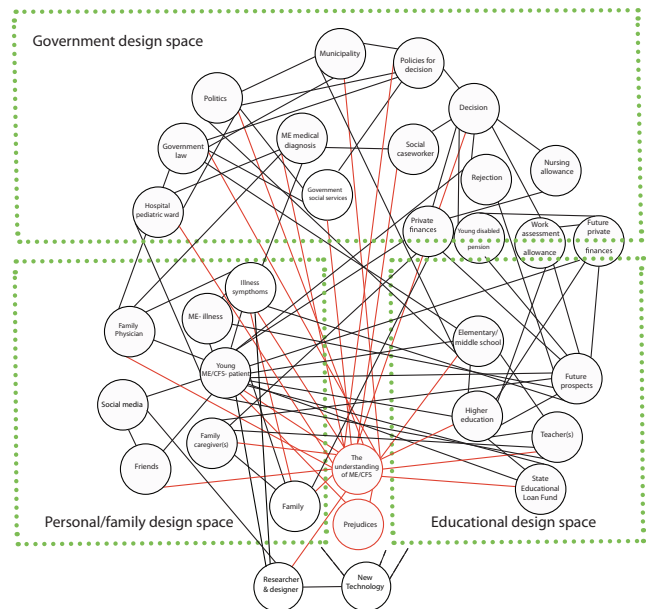 Government design space
Municipality
Policies for
decision
Politics
Decision
ME medical
diagnosis
Social
caseworker
Government
law
Nursing
allowance
Rejection
Government
social services
Hospital
pediatric ward
Private
finances
Young disabled
pension
Work
assessment
allowance
Future
private
finances
Illness
sympthoms
ME- illness
Family
Physician
Elementary/
middle school
Young
ME/CFS- patient
Future
prospects
Social media
Higher
education
Family
caregiver(s)
Teacher(s)
Friends
The
understanding
of ME/CFS
State
Educational
Loan Fund
Family
Prejudices
Personal/family design space
Educational design space
Researcher
& designer
New
Technology